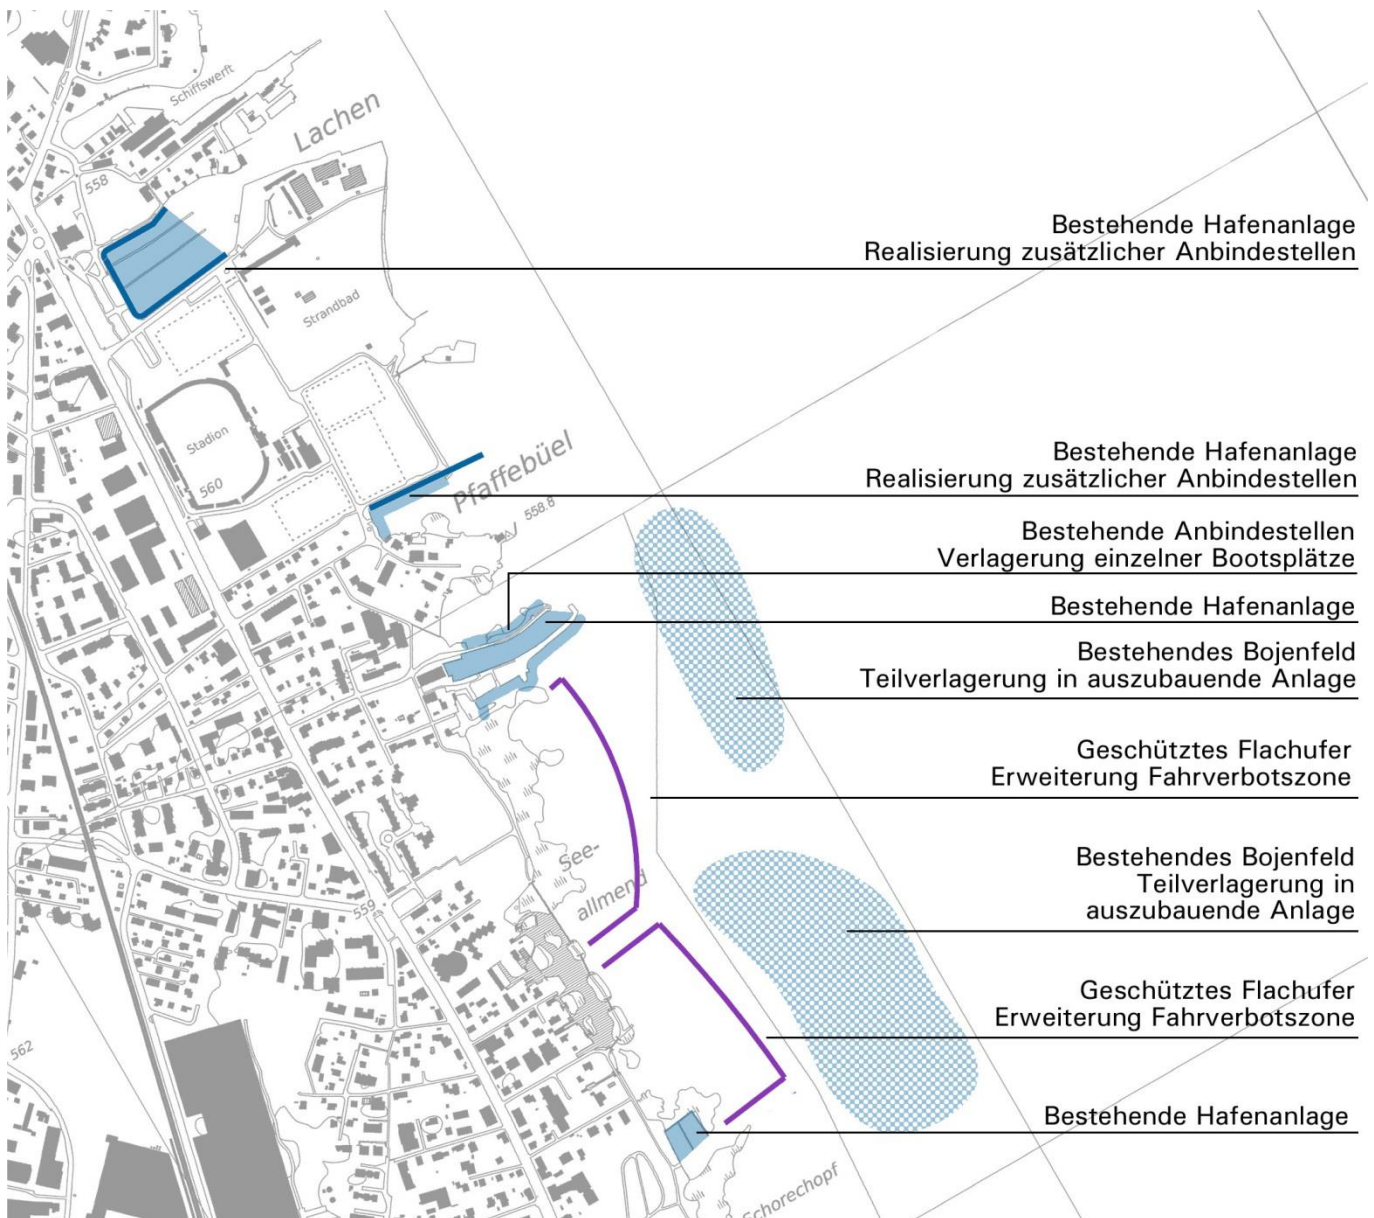 Schiffswerft
Lachen
558
Bestehende Hafenanlage
Realisierung zusätzlicher Anbindestellen
Strandbad
Stadion
560
Pfaffebüel
558.8
Bestehende Hafenanlage
Realisierung zusätzlicher Anbindestellen
Bestehende Anbindestellen
Verlagerung einzelner Bootsplätze
Bestehende Hafenanlage
Bestehendes Bojenfeld
Teilverlagerung in auszubauende Anlage
Geschütztes Flachufer
Erweiterung Fahrverbotszone
See-
allmend
559
Bestehendes Bojenfeld
Teilverlagerung in
auszubauende Anlage
Geschütztes Flachufer
Erweiterung Fahrverbotszone
562
Bestehende Hafenanlage
Schorechopf